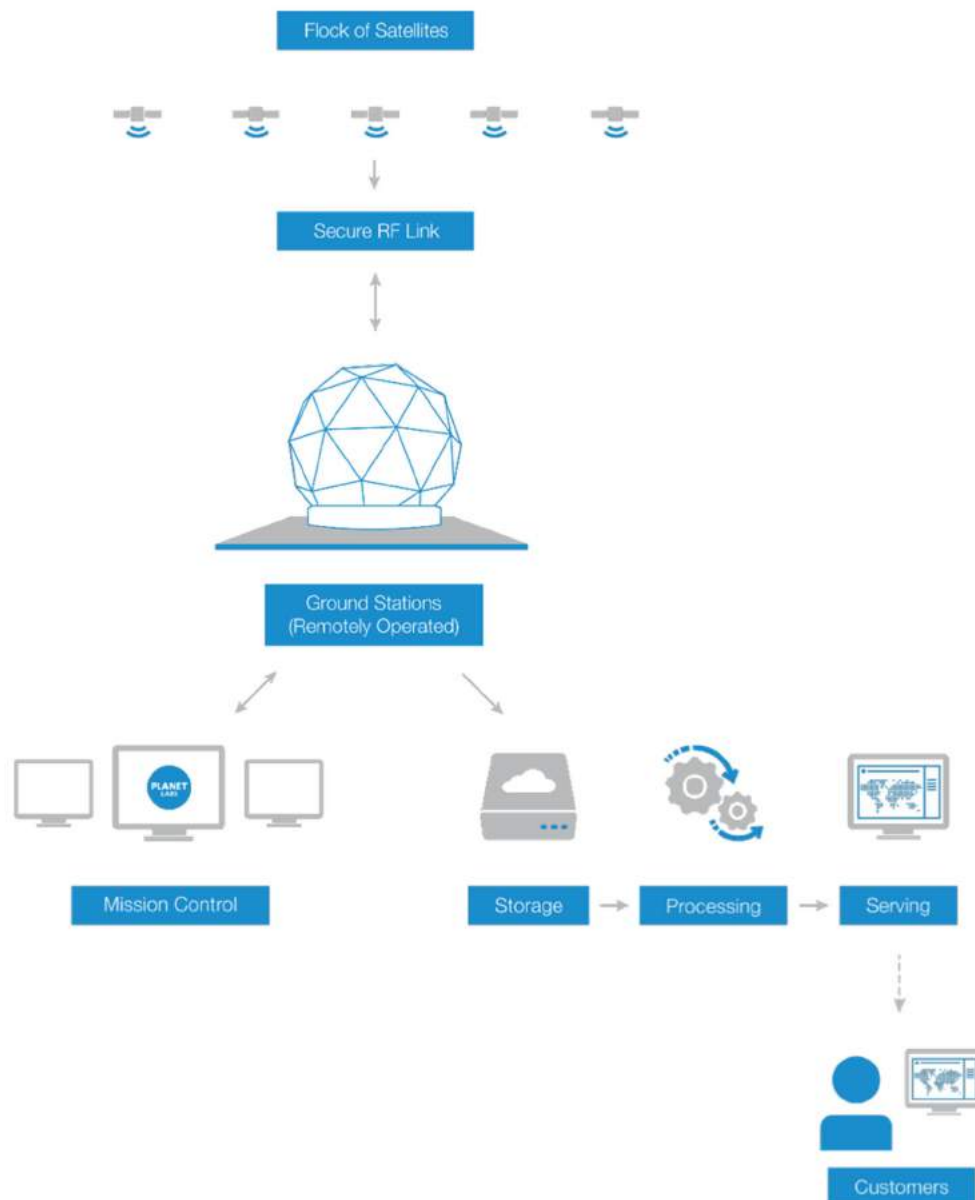 Flock of Satellites
Secure RF Link
Ground Stations
(Remotely Operated)
PLANET
LABS
Mission Control
Storage
Processing
Serving
Customers